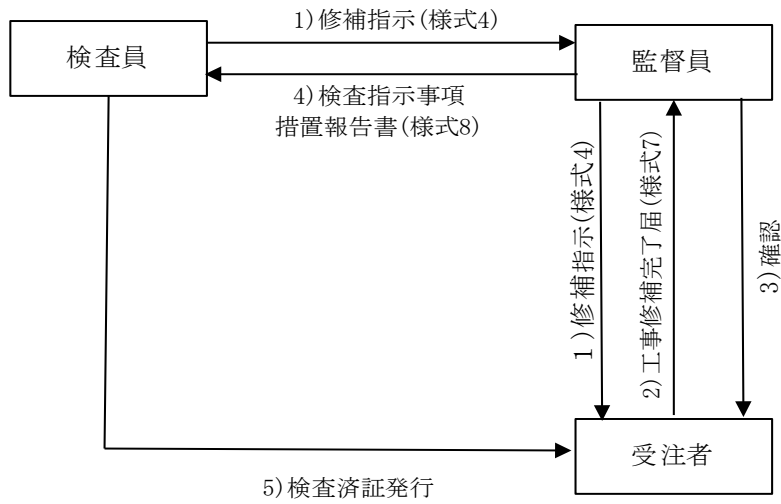 1)修補指示(様式4)
検査員
監督員
4)検査指示事項
措置報告書(様式8)
1)修補指示(様式4)
2)工事修補完了届(様式7)
3)確認
受注者
5)検査済証発行